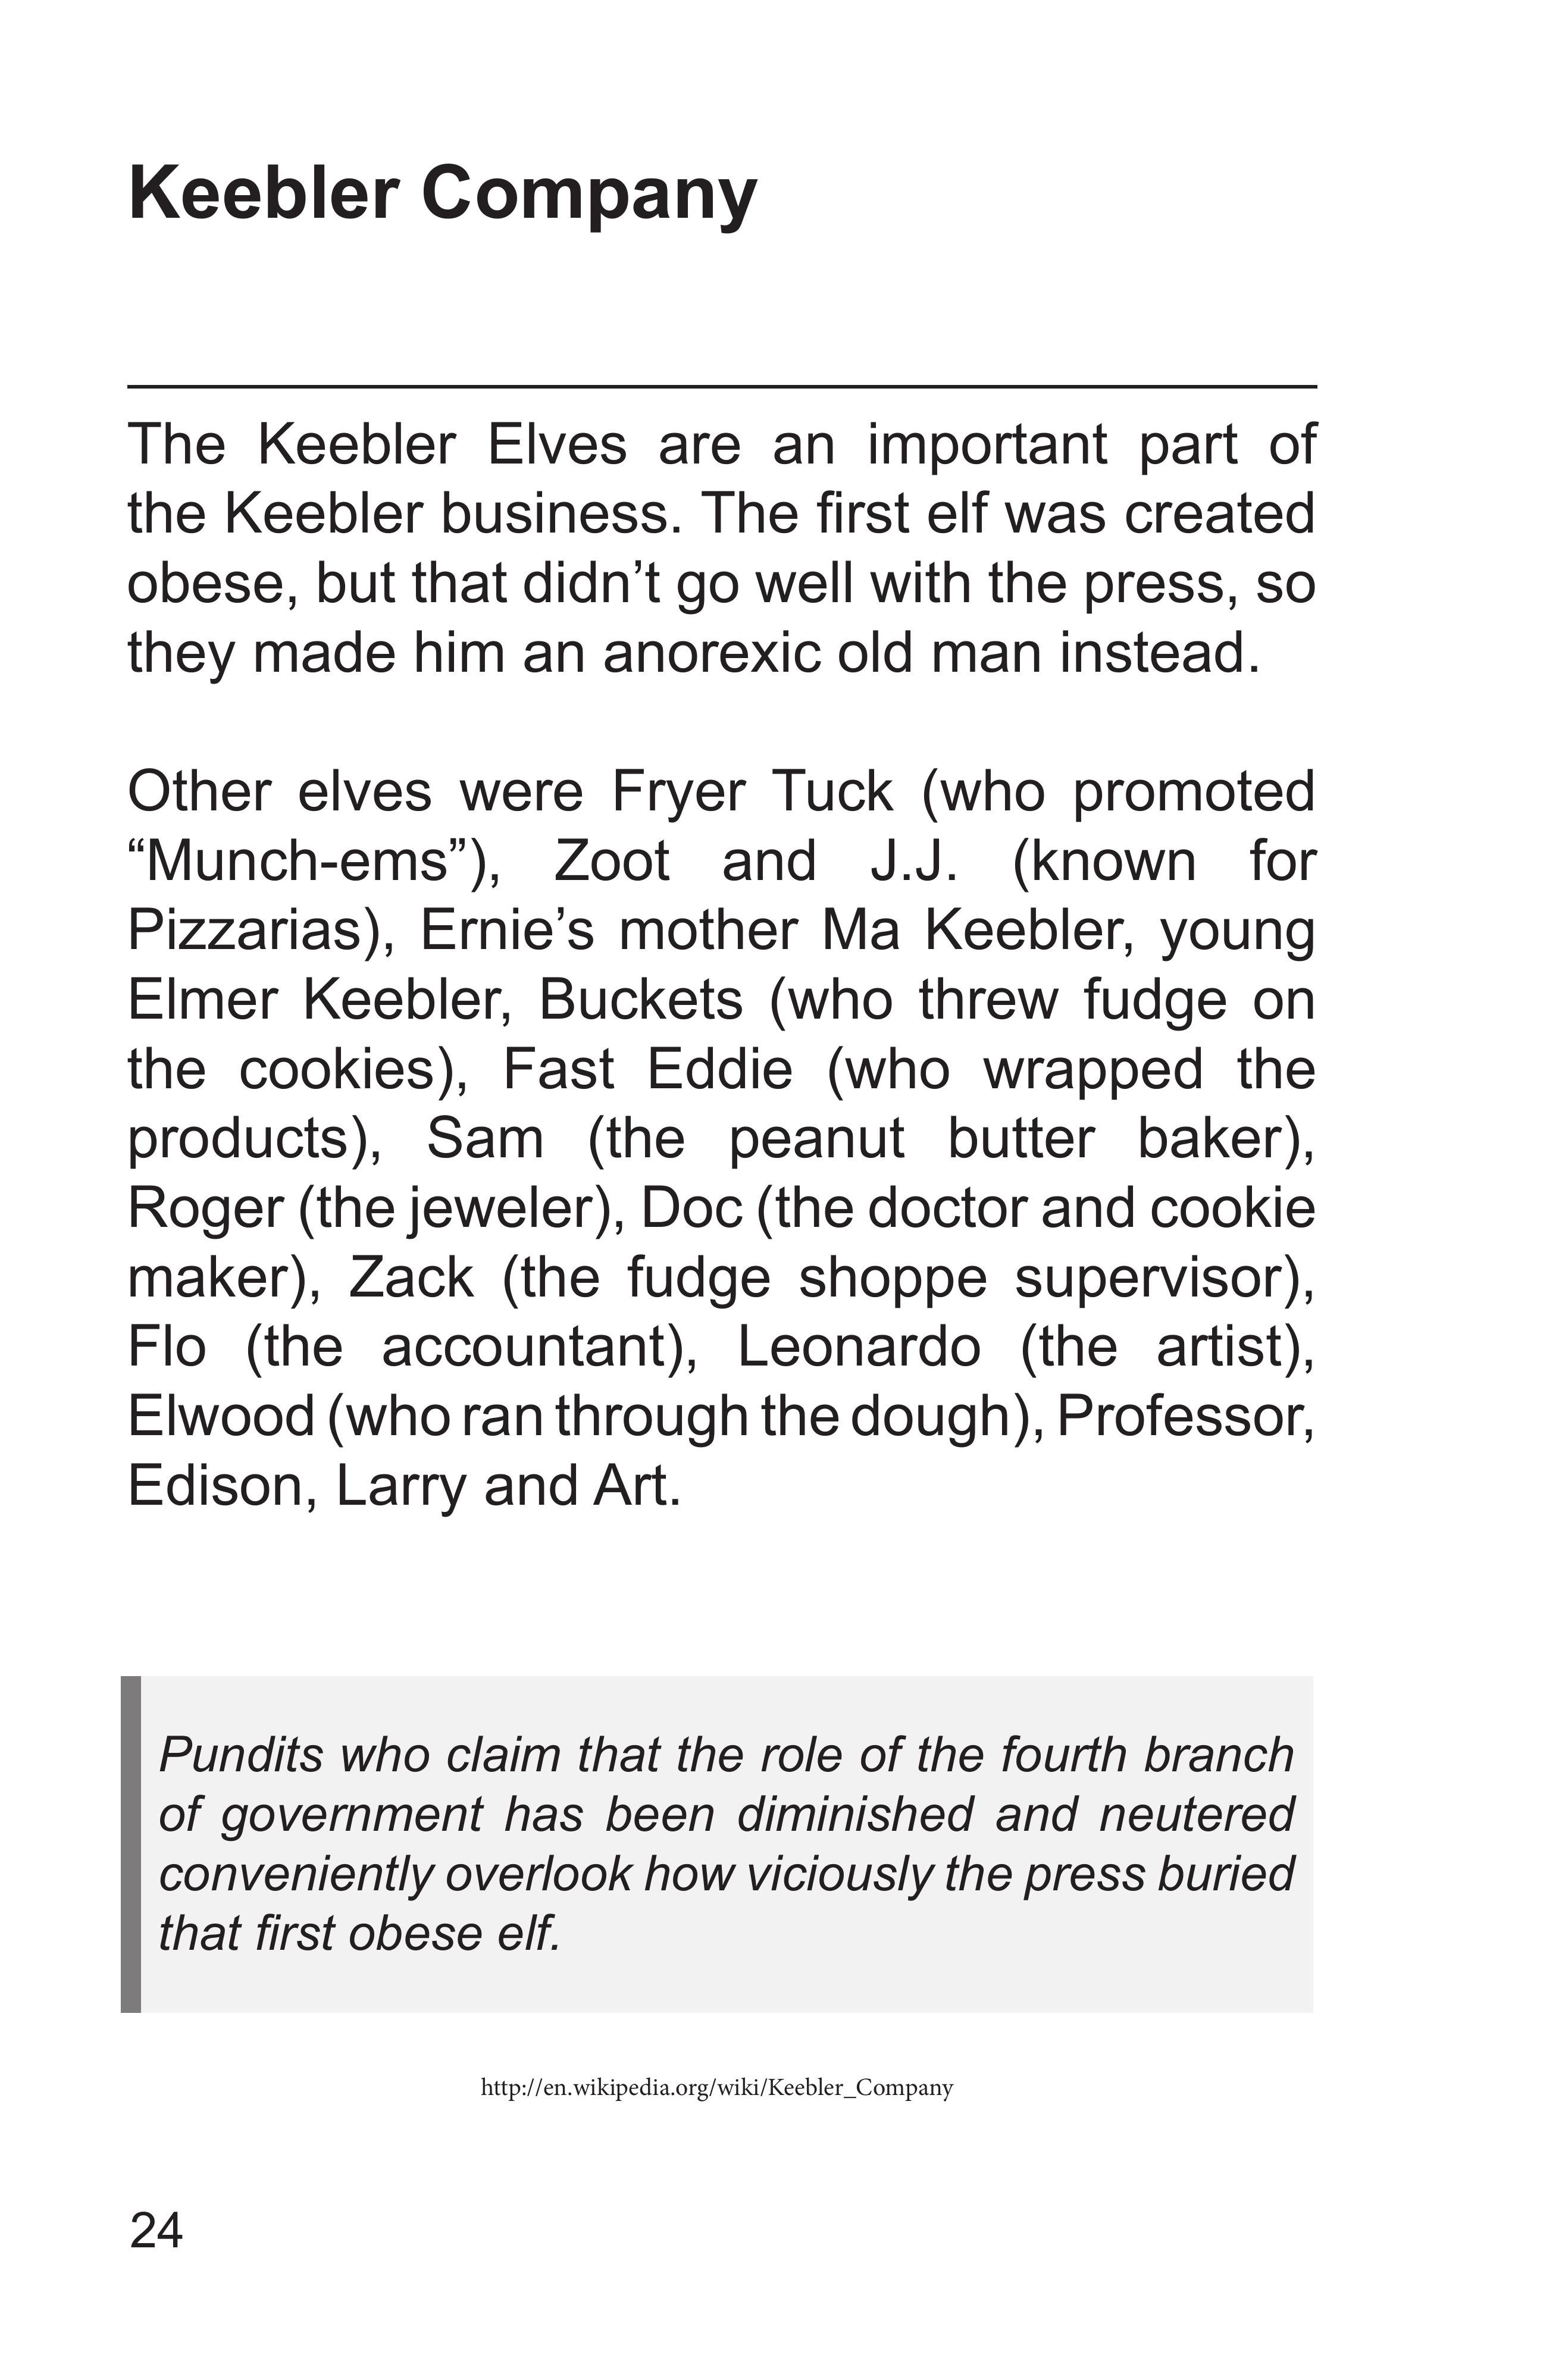 Keebler Company
The Keebler Elves are an important part of
the Keebler business. The first elf was created
obese, but that didn’t go well with the press, so
they made him an anorexic old man instead.
Other elves were Fryer Tuck (who promoted
“Munch-ems”), Zoot and J.J. (known for
Pizzarias), Ernie’s mother Ma Keebler, young
Elmer Keebler, Buckets (who threw fudge on
the cookies), Fast Eddie (who wrapped the
products), Sam (the peanut butter baker),
Roger (the jeweler), Doc (the doctor and cookie
maker), Zack (the fudge shoppe supervisor),
Flo (the accountant), Leonardo (the artist),
Elwood (who ran through the dough), Professor,
Edison, Larry and Art.
Pundits who claim that the role of the fourth branch
of government has been diminished and neutered
conveniently overlook how viciously the press buried
that first obese elf.
http://en.wikipedia.org/wiki/Keebler_Company
24